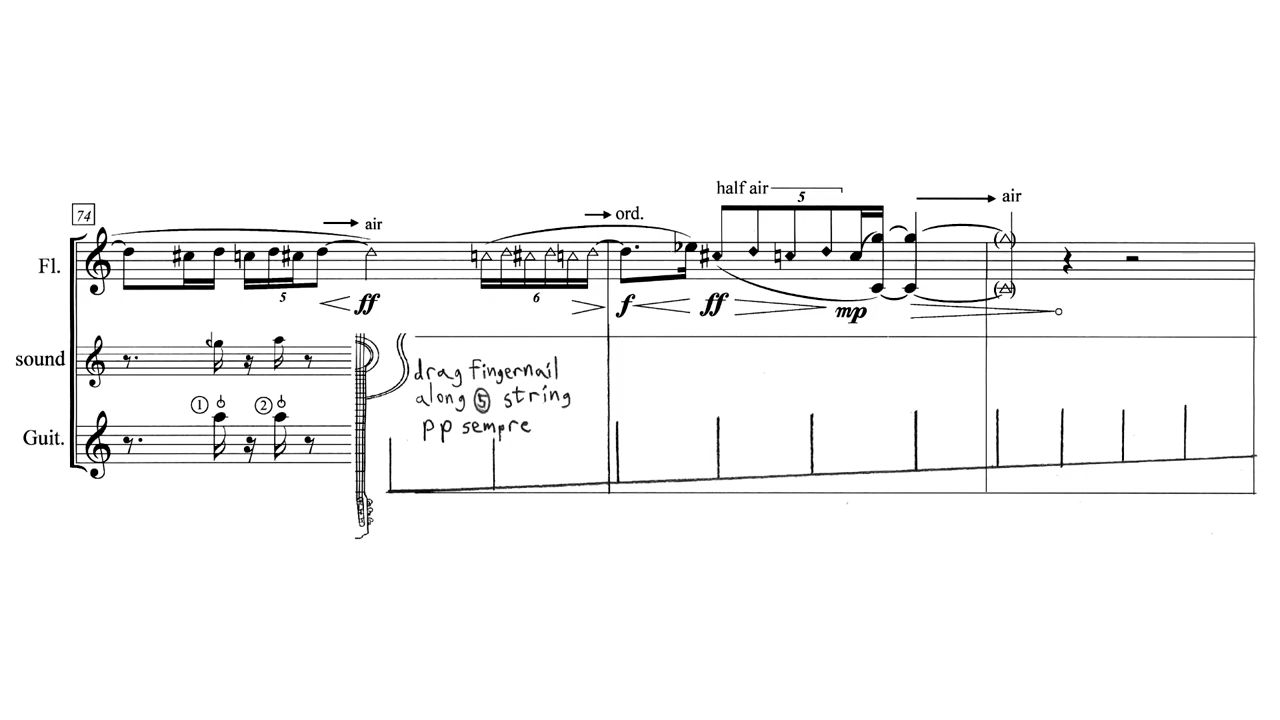 half air 5
74 air ord. air
Fl.
5 6
ff f ff mp
sound
drag fingernail
along ⑤ string
① ②
Guit.
pp sempre